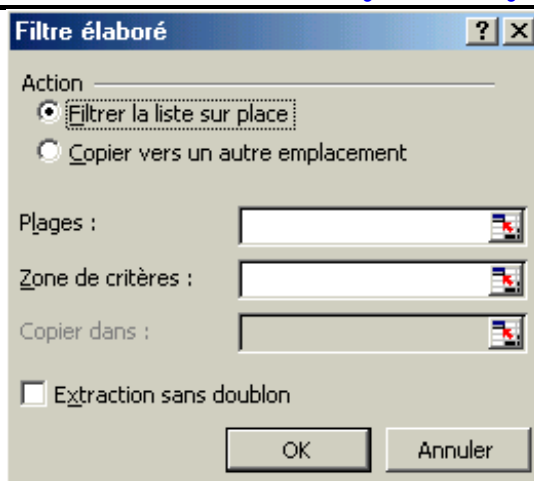 Filtre élaboré
Action
Filtrer la liste sur place
Copier vers un autre emplacement
Plages :
Zone de critères :
Copier dans :
Extraction sans doublon
OK Annuler